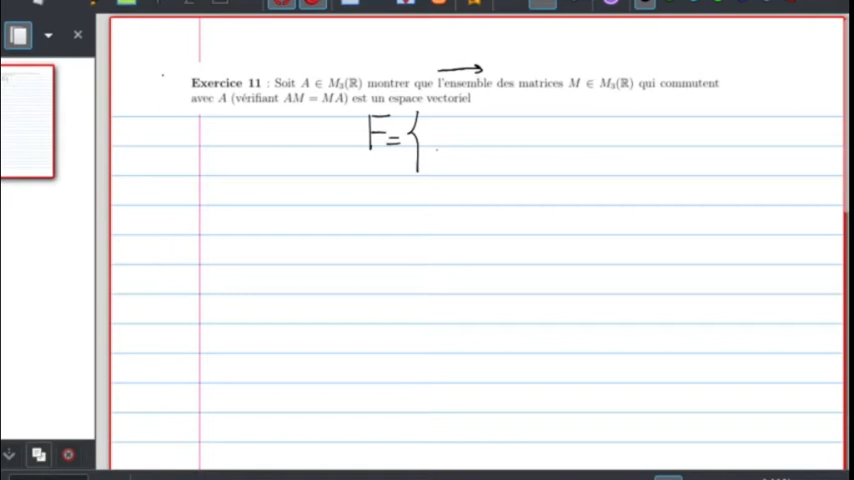 Exercice 11 : Soit A ∈ M₃(ℝ) montrer que l'ensemble des matrices M ∈ M₃(ℝ) qui commutent
avec A (vérifiant AM = MA) est un espace vectoriel
F = {